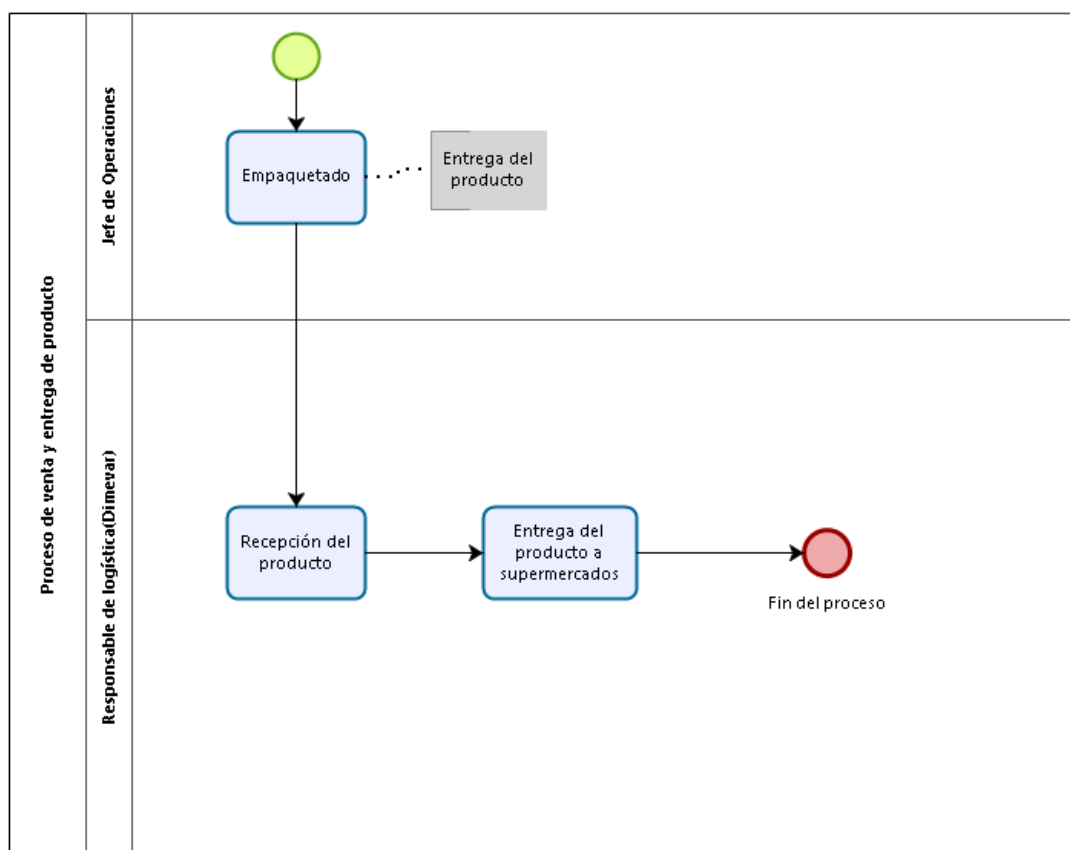 Proceso de venta y entrega de producto
Jefe de Operaciones
Empaquetado
Entrega del
producto
Responsable de logística(Dimevar)
Recepción del
producto
Entrega del
producto a
supermercados
Fin del proceso